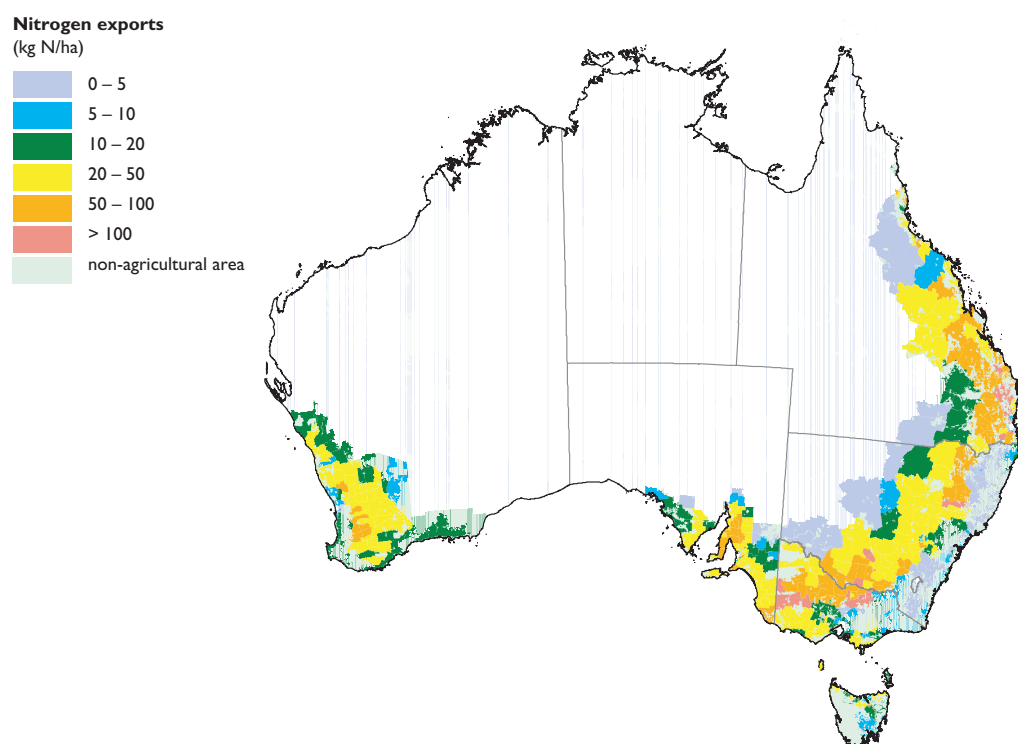 Nitrogen exports
(kg N/ha)
0 – 5
5 – 10
10 – 20
20 – 50
50 – 100
> 100
non-agricultural area